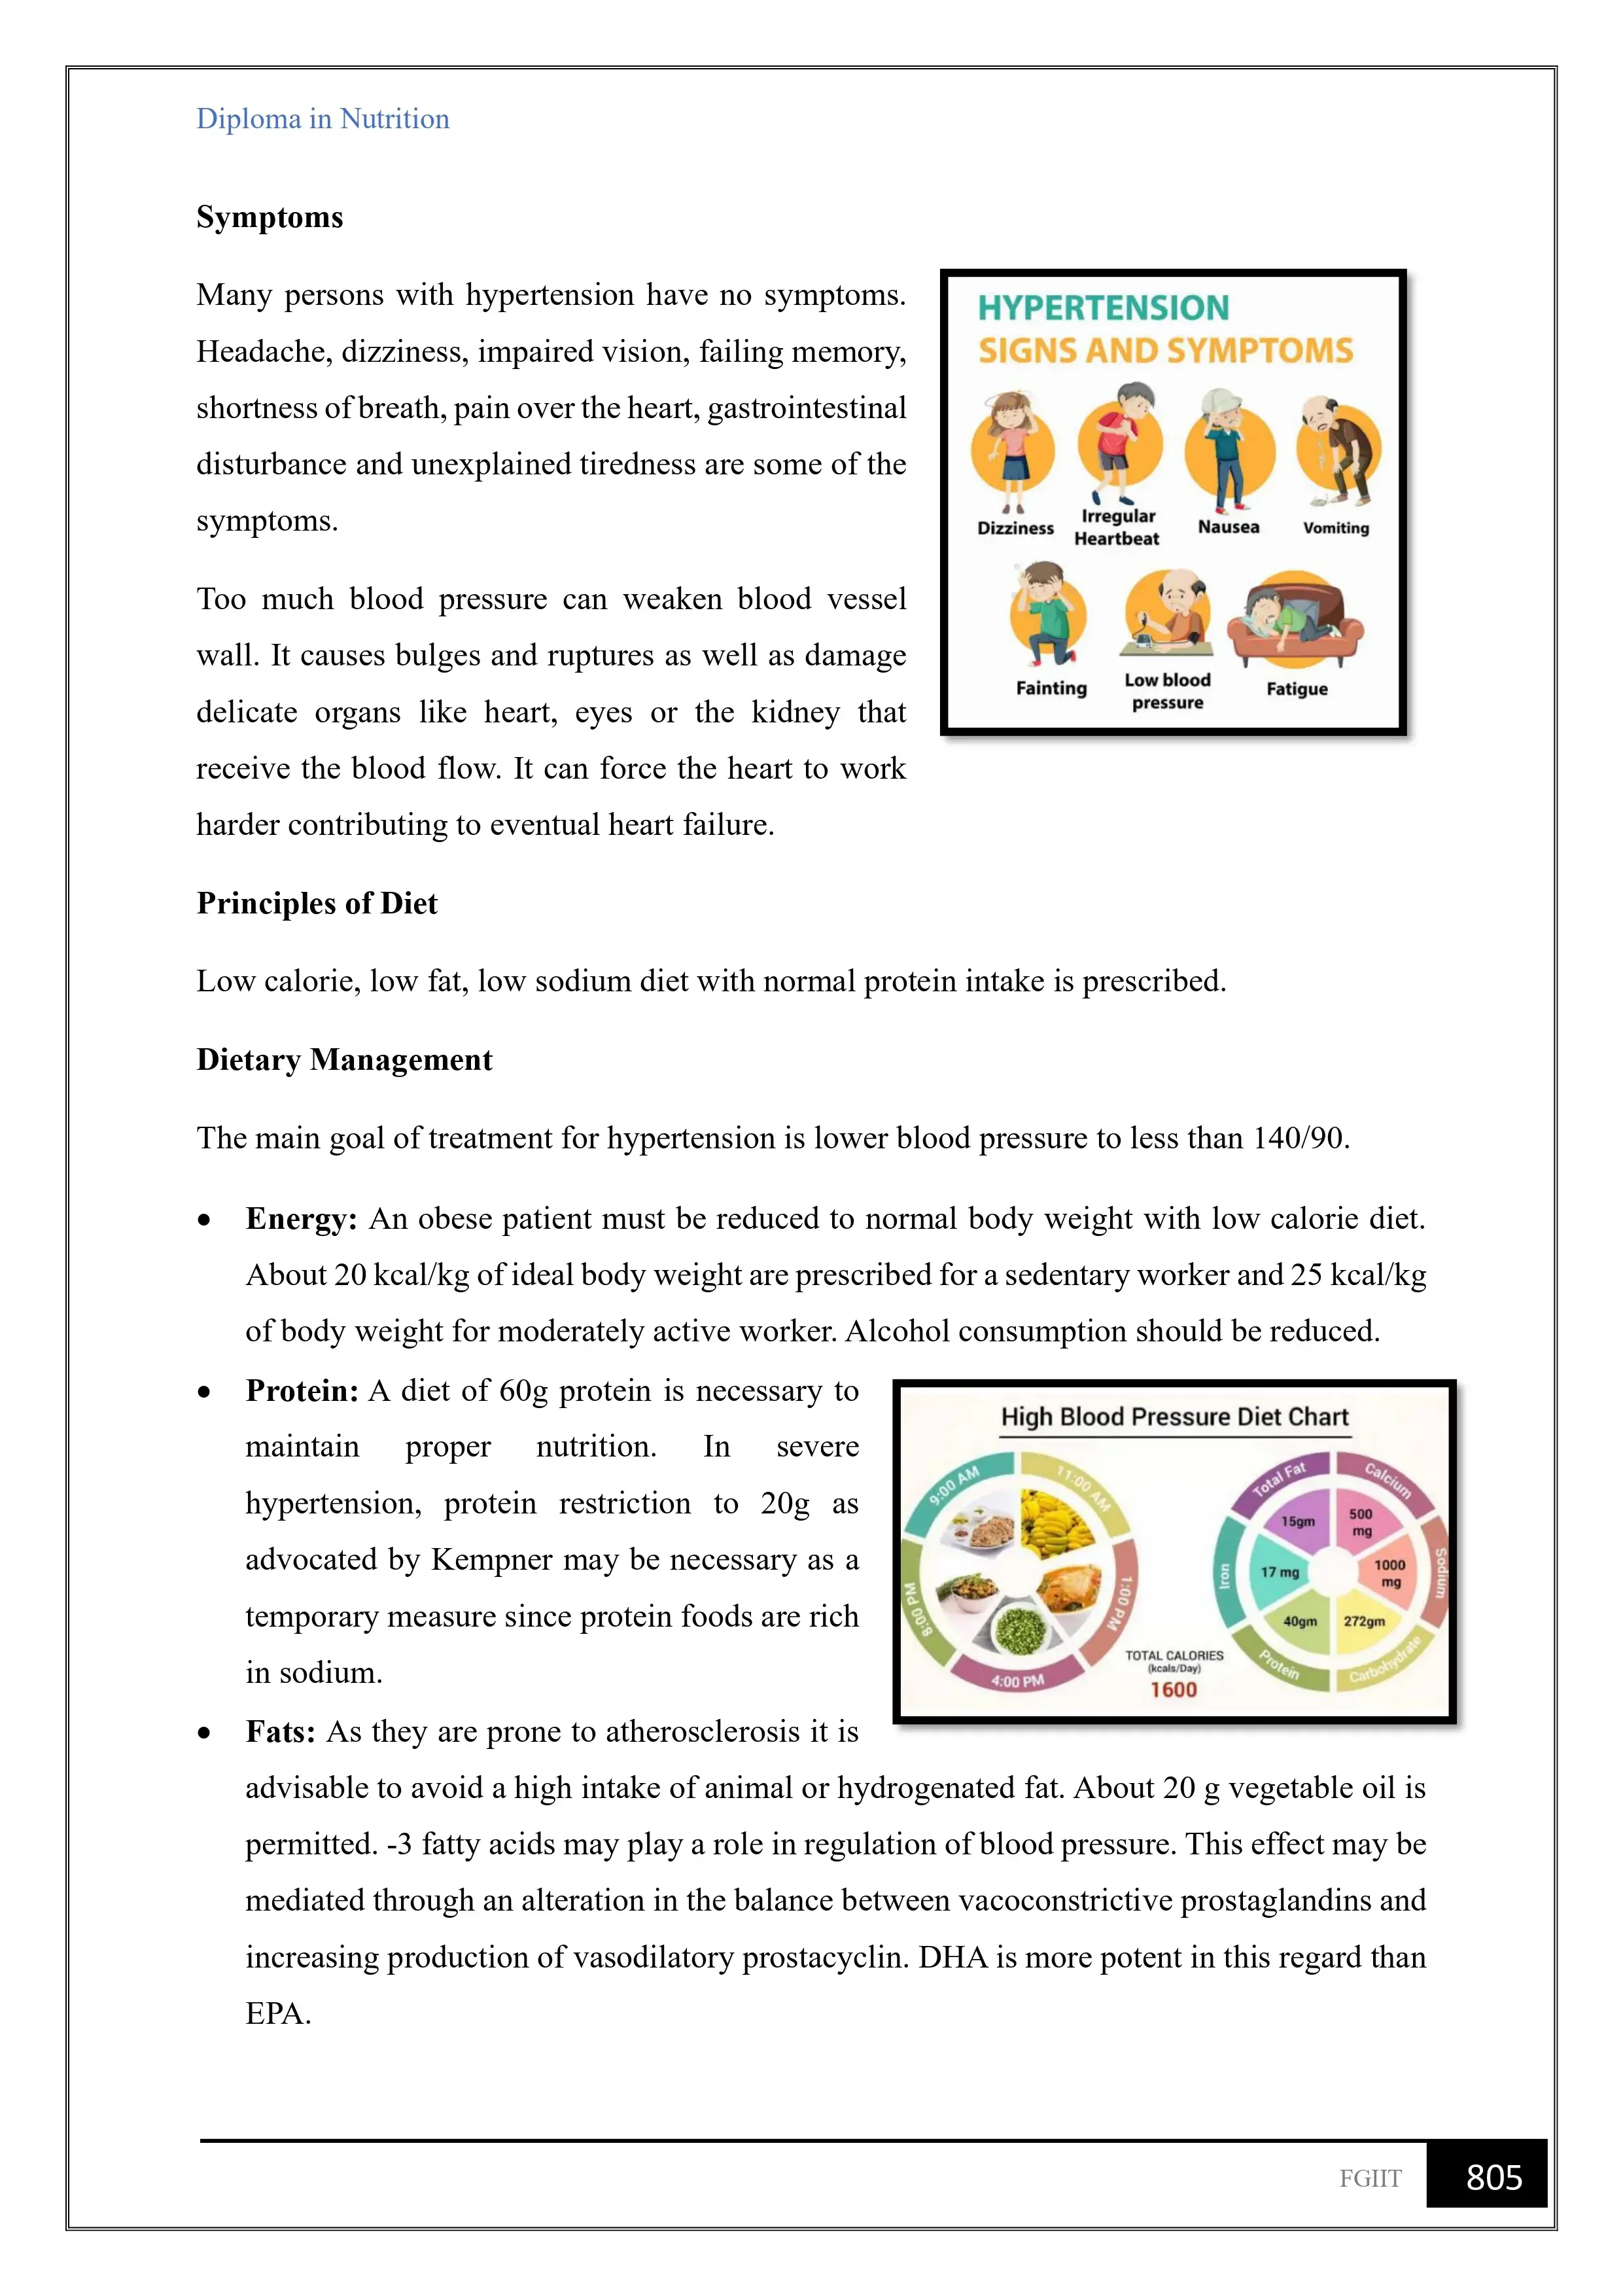 Diploma in Nutrition
Symptoms
Many persons with hypertension have no symptoms.
Headache, dizziness, impaired vision, failing memory,
shortness of breath, pain over the heart, gastrointestinal
disturbance and unexplained tiredness are some of the
symptoms.
HYPERTENSION
SIGNS AND SYMPTOMS
Dizziness
Irregular
Heartbeat
Nausea
Vomiting
Fainting
Low blood
pressure
Fatigue
Too much blood pressure can weaken blood vessel
wall. It causes bulges and ruptures as well as damage
delicate organs like heart, eyes or the kidney that
receive the blood flow. It can force the heart to work
harder contributing to eventual heart failure.
Principles of Diet
Low calorie, low fat, low sodium diet with normal protein intake is prescribed.
Dietary Management
The main goal of treatment for hypertension is lower blood pressure to less than 140/90.
• Energy: An obese patient must be reduced to normal body weight with low calorie diet.
About 20 kcal/kg of ideal body weight are prescribed for a sedentary worker and 25 kcal/kg
of body weight for moderately active worker. Alcohol consumption should be reduced.
• Protein: A diet of 60g protein is necessary to
maintain proper nutrition. In severe
hypertension, protein restriction to 20g as
advocated by Kempner may be necessary as a
temporary measure since protein foods are rich
in sodium.
High Blood Pressure Diet Chart
9:00 AM
11:00 AM
1:00 PM
4:00 PM
8:00 PM
TOTAL CALORIES
(kcals/Day)
1600
Total Fat
15gm
Calcium
500
mg
Sodium
1000
mg
Carbohydrate
272gm
Protein
40gm
Iron
17 mg
• Fats: As they are prone to atherosclerosis it is
advisable to avoid a high intake of animal or hydrogenated fat. About 20 g vegetable oil is
permitted. -3 fatty acids may play a role in regulation of blood pressure. This effect may be
mediated through an alteration in the balance between vacoconstrictive prostaglandins and
increasing production of vasodilatory prostacyclin. DHA is more potent in this regard than
EPA.
FGIIT
805